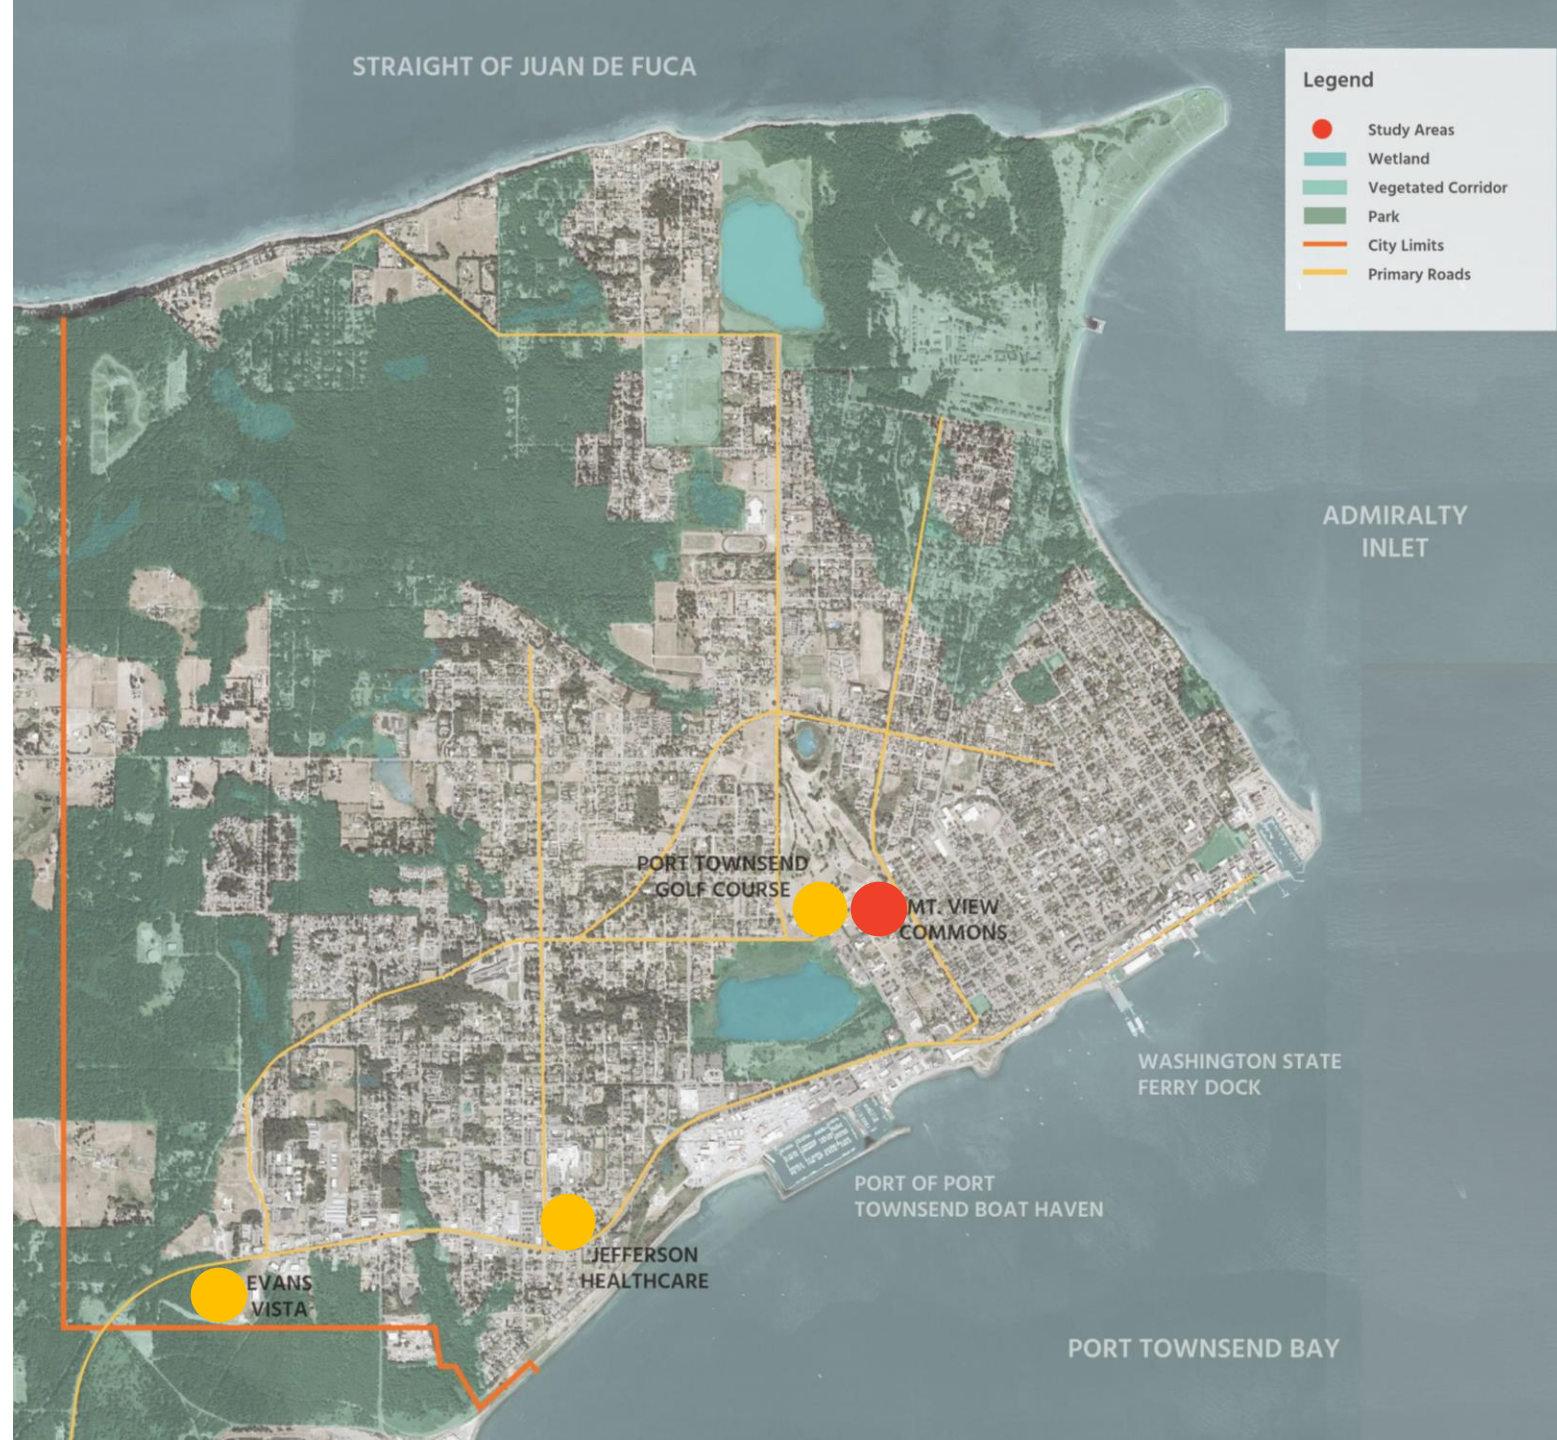 STRAIGHT OF JUAN DE FUCA
Legend
Study Areas
Wetland
Vegetated Corridor
Park
City Limits
Primary Roads
ADMIRALTY
INLET
PORT TOWNSEND
GOLF COURSE
MT. VIEW
COMMONS
WASHINGTON STATE
FERRY DOCK
PORT OF PORT
TOWNSEND BOAT HAVEN
JEFFERSON
HEALTHCARE
EVANS
VISTA
PORT TOWNSEND BAY